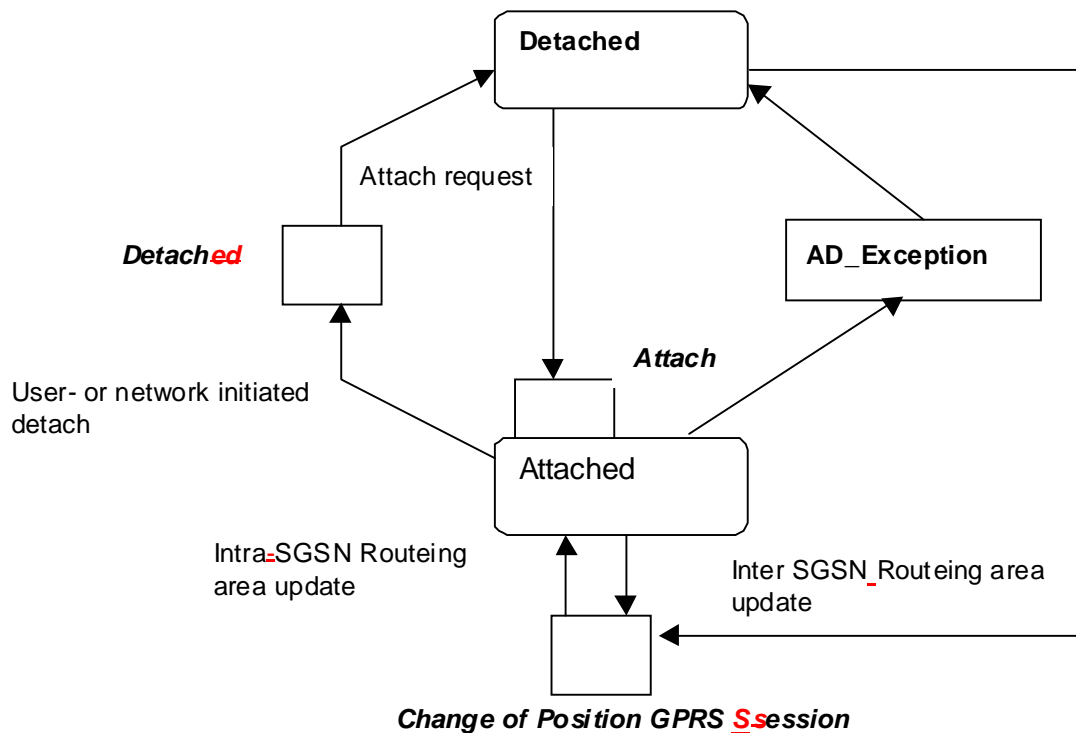 Detached
Attach request
Detached
AD_Exception
Attach
User- or network initiated
detach
Attached
Intra-SGSN Routeing
area update
Inter SGSN Routeing area
update
Change of Position GPRS Ssession